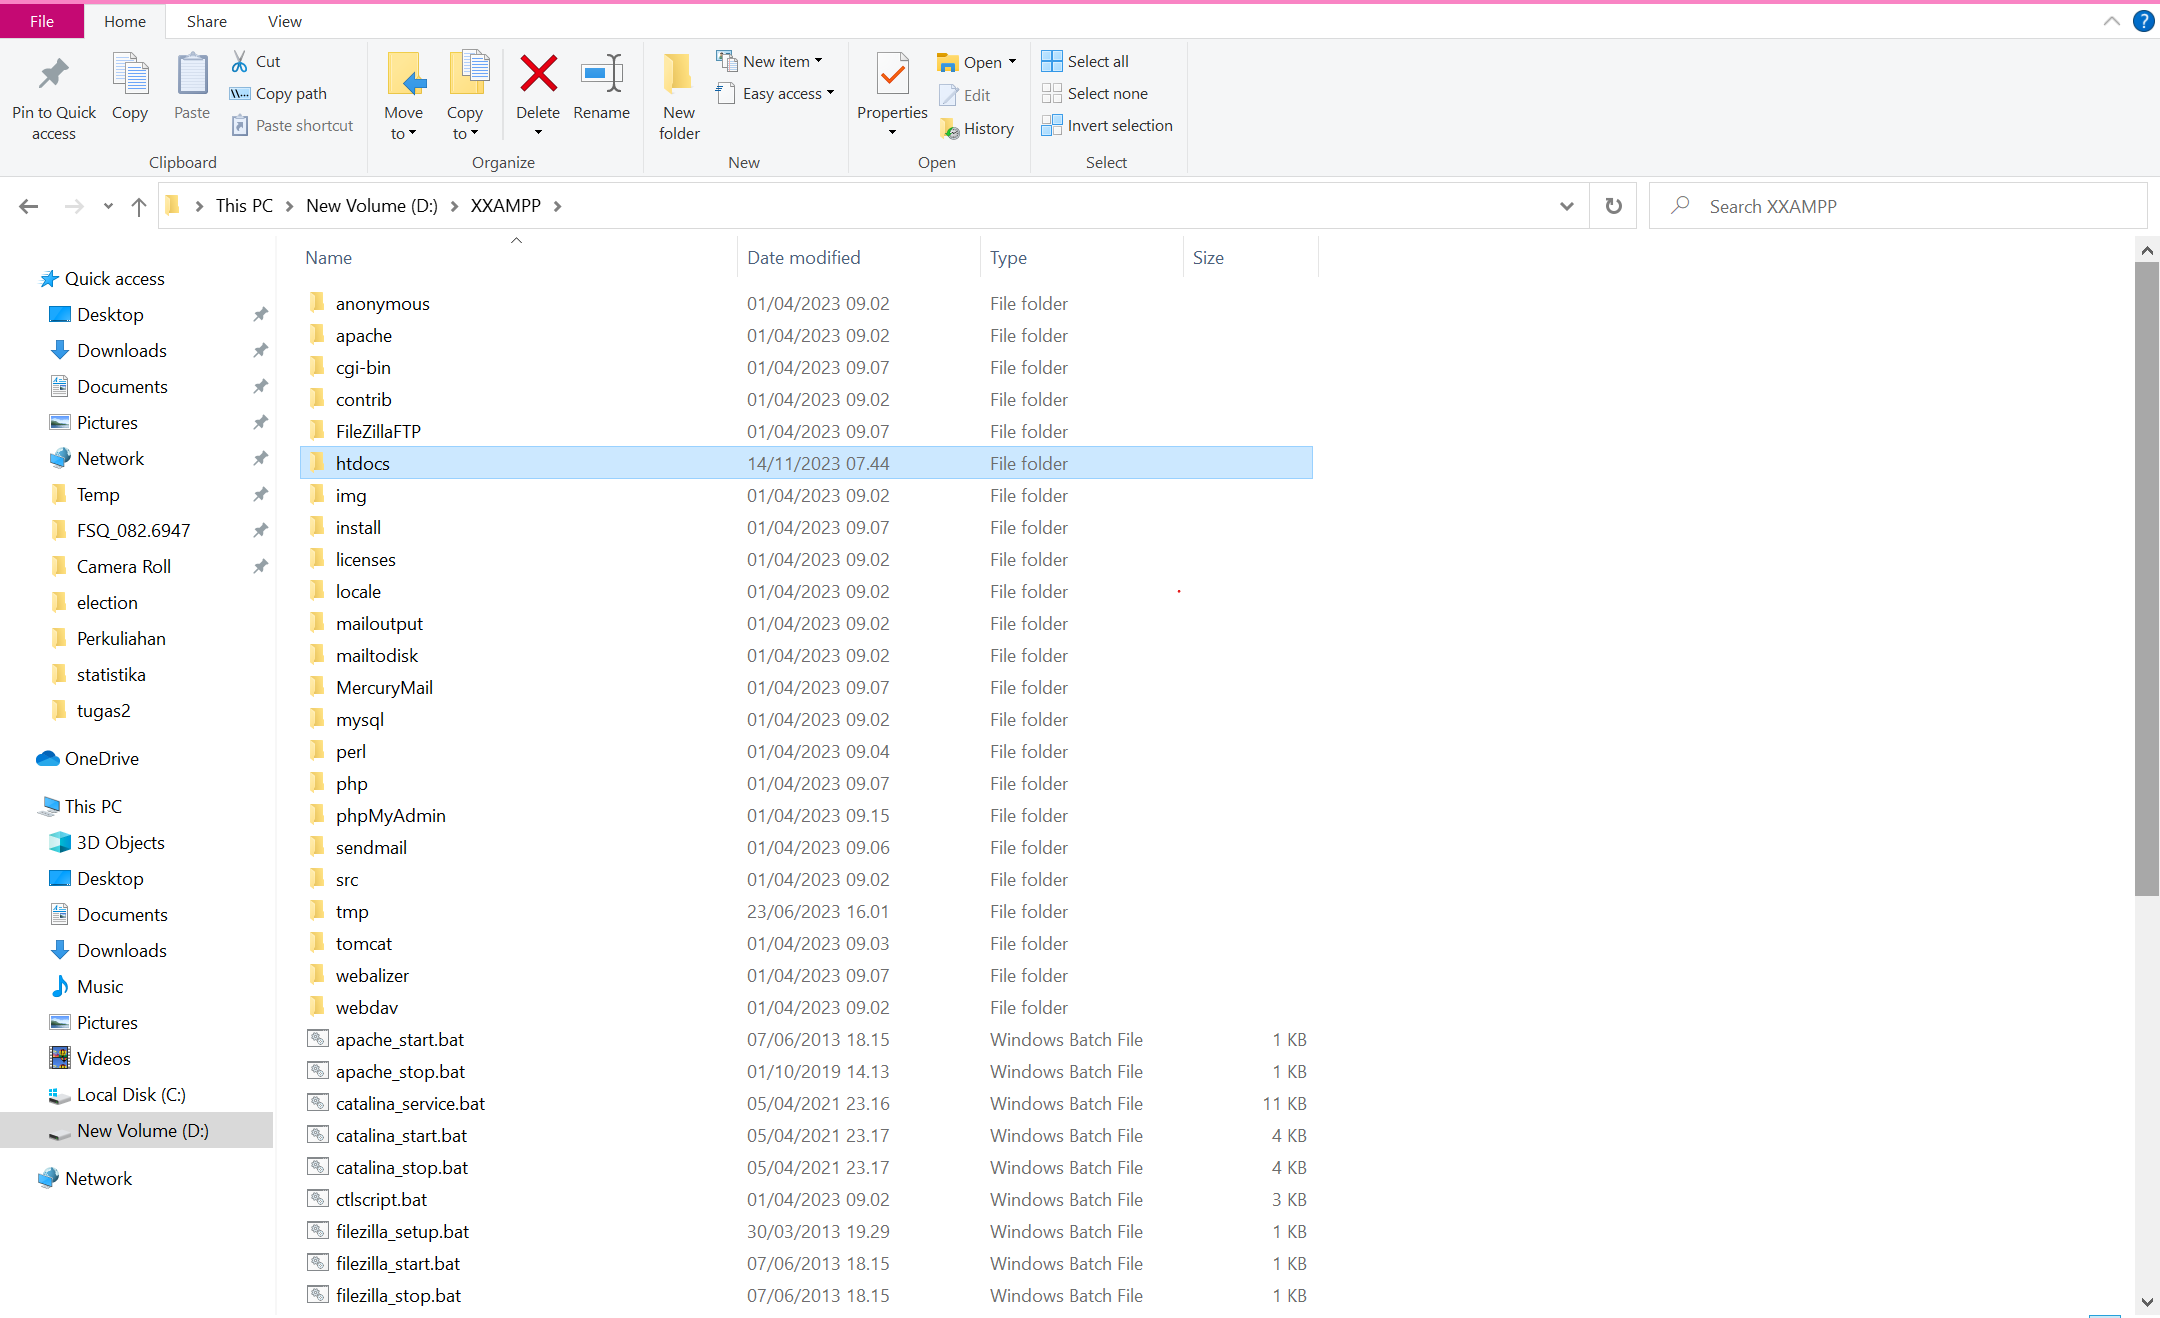 File Home Share View
Pin to Quick access
Copy
Paste
Cut
Copy path
Paste shortcut
Clipboard
Move to
Copy to
Delete
Rename
Organize
New folder
New item
Easy access
New
Properties
Open
Edit
History
Open
Select all
Select none
Invert selection
Select
This PC New Volume (D:) XXAMPP
Search XXAMPP
Quick access
Desktop
Downloads
Documents
Pictures
Network
Temp
FSQ_082.6947
Camera Roll
election
Perkuliahan
statistika
tugas2
OneDrive
This PC
3D Objects
Desktop
Documents
Downloads
Music
Pictures
Videos
Local Disk (C:)
New Volume (D:)
Network
Name Date modified Type Size
anonymous 01/04/2023 09.02 File folder
apache 01/04/2023 09.02 File folder
cgi-bin 01/04/2023 09.07 File folder
contrib 01/04/2023 09.02 File folder
FileZillaFTP 01/04/2023 09.07 File folder
htdocs 14/11/2023 07.44 File folder
img 01/04/2023 09.02 File folder
install 01/04/2023 09.07 File folder
licenses 01/04/2023 09.02 File folder
locale 01/04/2023 09.02 File folder
mailoutput 01/04/2023 09.02 File folder
mailtodisk 01/04/2023 09.02 File folder
MercuryMail 01/04/2023 09.07 File folder
mysql 01/04/2023 09.02 File folder
perl 01/04/2023 09.04 File folder
php 01/04/2023 09.07 File folder
phpMyAdmin 01/04/2023 09.15 File folder
sendmail 01/04/2023 09.06 File folder
src 01/04/2023 09.02 File folder
tmp 23/06/2023 16.01 File folder
tomcat 01/04/2023 09.03 File folder
webalizer 01/04/2023 09.07 File folder
webdav 01/04/2023 09.02 File folder
apache_start.bat 07/06/2013 18.15 Windows Batch File 1 KB
apache_stop.bat 01/10/2019 14.13 Windows Batch File 1 KB
catalina_service.bat 05/04/2021 23.16 Windows Batch File 11 KB
catalina_start.bat 05/04/2021 23.17 Windows Batch File 4 KB
catalina_stop.bat 05/04/2021 23.17 Windows Batch File 4 KB
ctlscript.bat 01/04/2023 09.02 Windows Batch File 3 KB
filezilla_setup.bat 30/03/2013 19.29 Windows Batch File 1 KB
filezilla_start.bat 07/06/2013 18.15 Windows Batch File 1 KB
filezilla_stop.bat 07/06/2013 18.15 Windows Batch File 1 KB